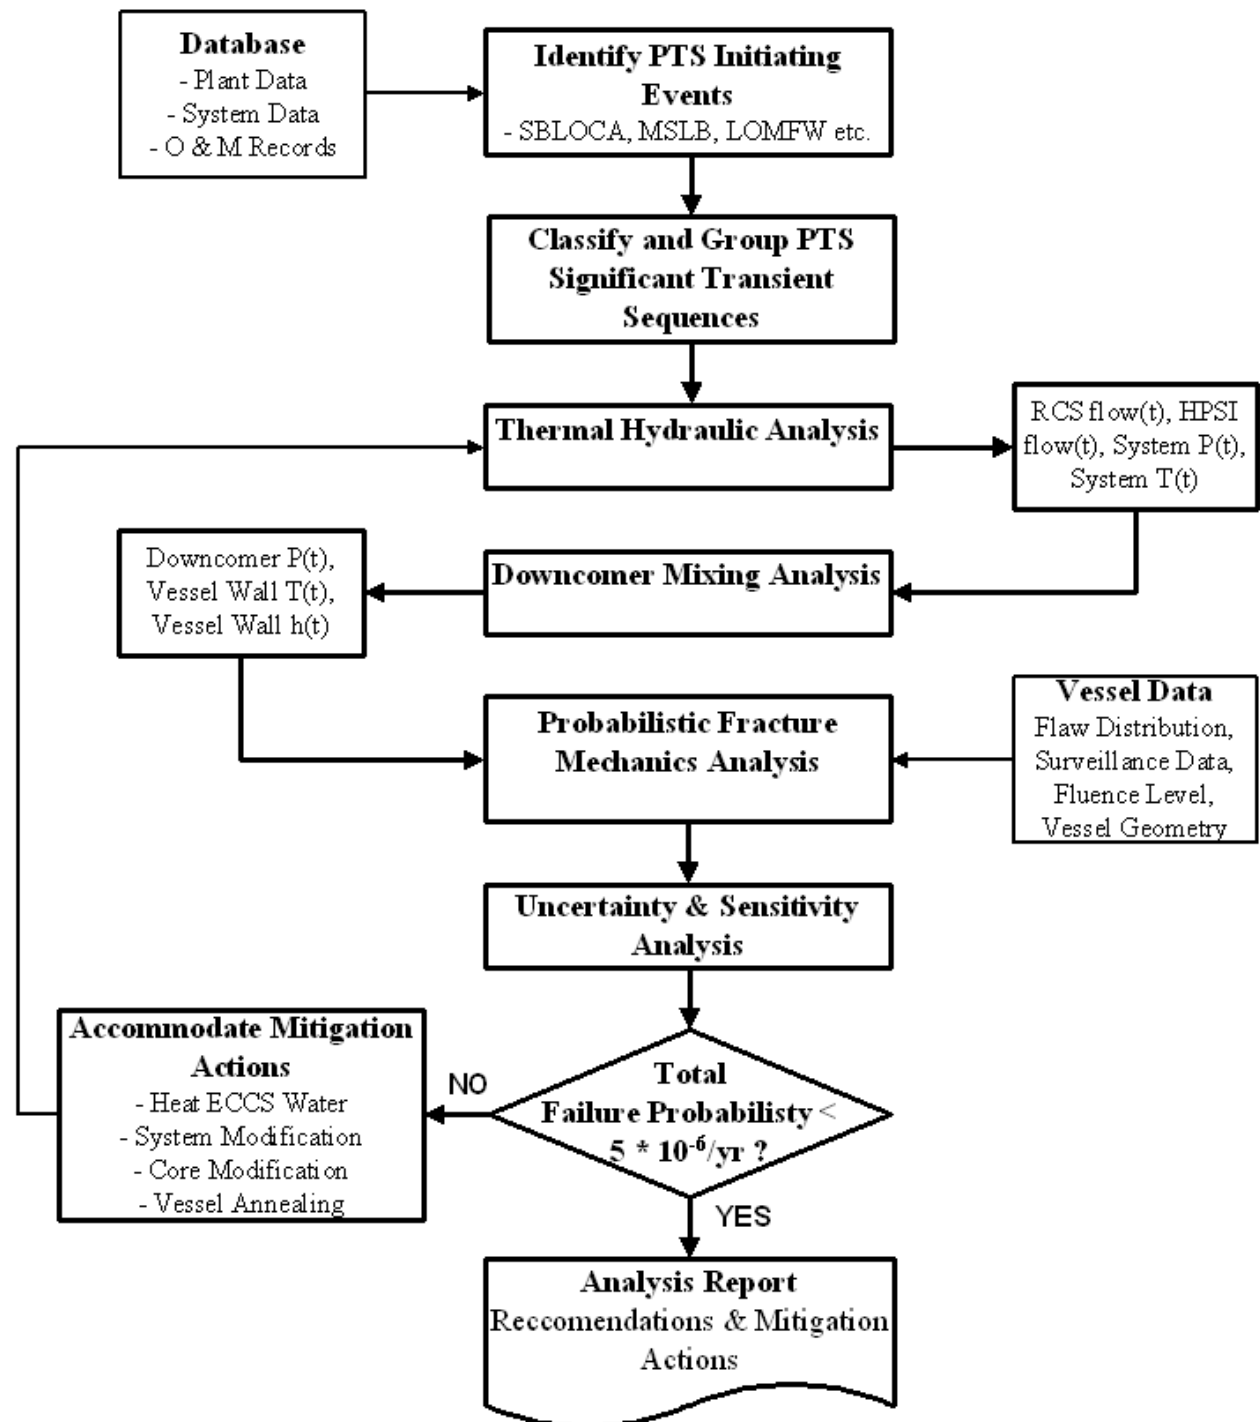 Database
- Plant Data
- System Data
- O & M Records
Identify PTS Initiating
Events
- SBLOCA, MSLB, LOMFW etc.
Classify and Group PTS
Significant Transient
Sequences
Thermal Hydraulic Analysis
RCS flow(t), HPSI
flow(t), System P(t),
System T(t)
Downcomer Mixing Analysis
Downcomer P(t),
Vessel Wall T(t),
Vessel Wall h(t)
Probabilistic Fracture
Mechanics Analysis
Vessel Data
Flaw Distribution,
Surveillance Data,
Fluence Level,
Vessel Geometry
Uncertainty & Sensitivity
Analysis
Total
Failure Probabilisty <
5 * 10⁻⁶/yr ?
NO
Accommodate Mitigation
Actions
- Heat ECCS Water
- System Modification
- Core Modification
- Vessel Annealing
YES
Analysis Report
Reccomendations & Mitigation
Actions